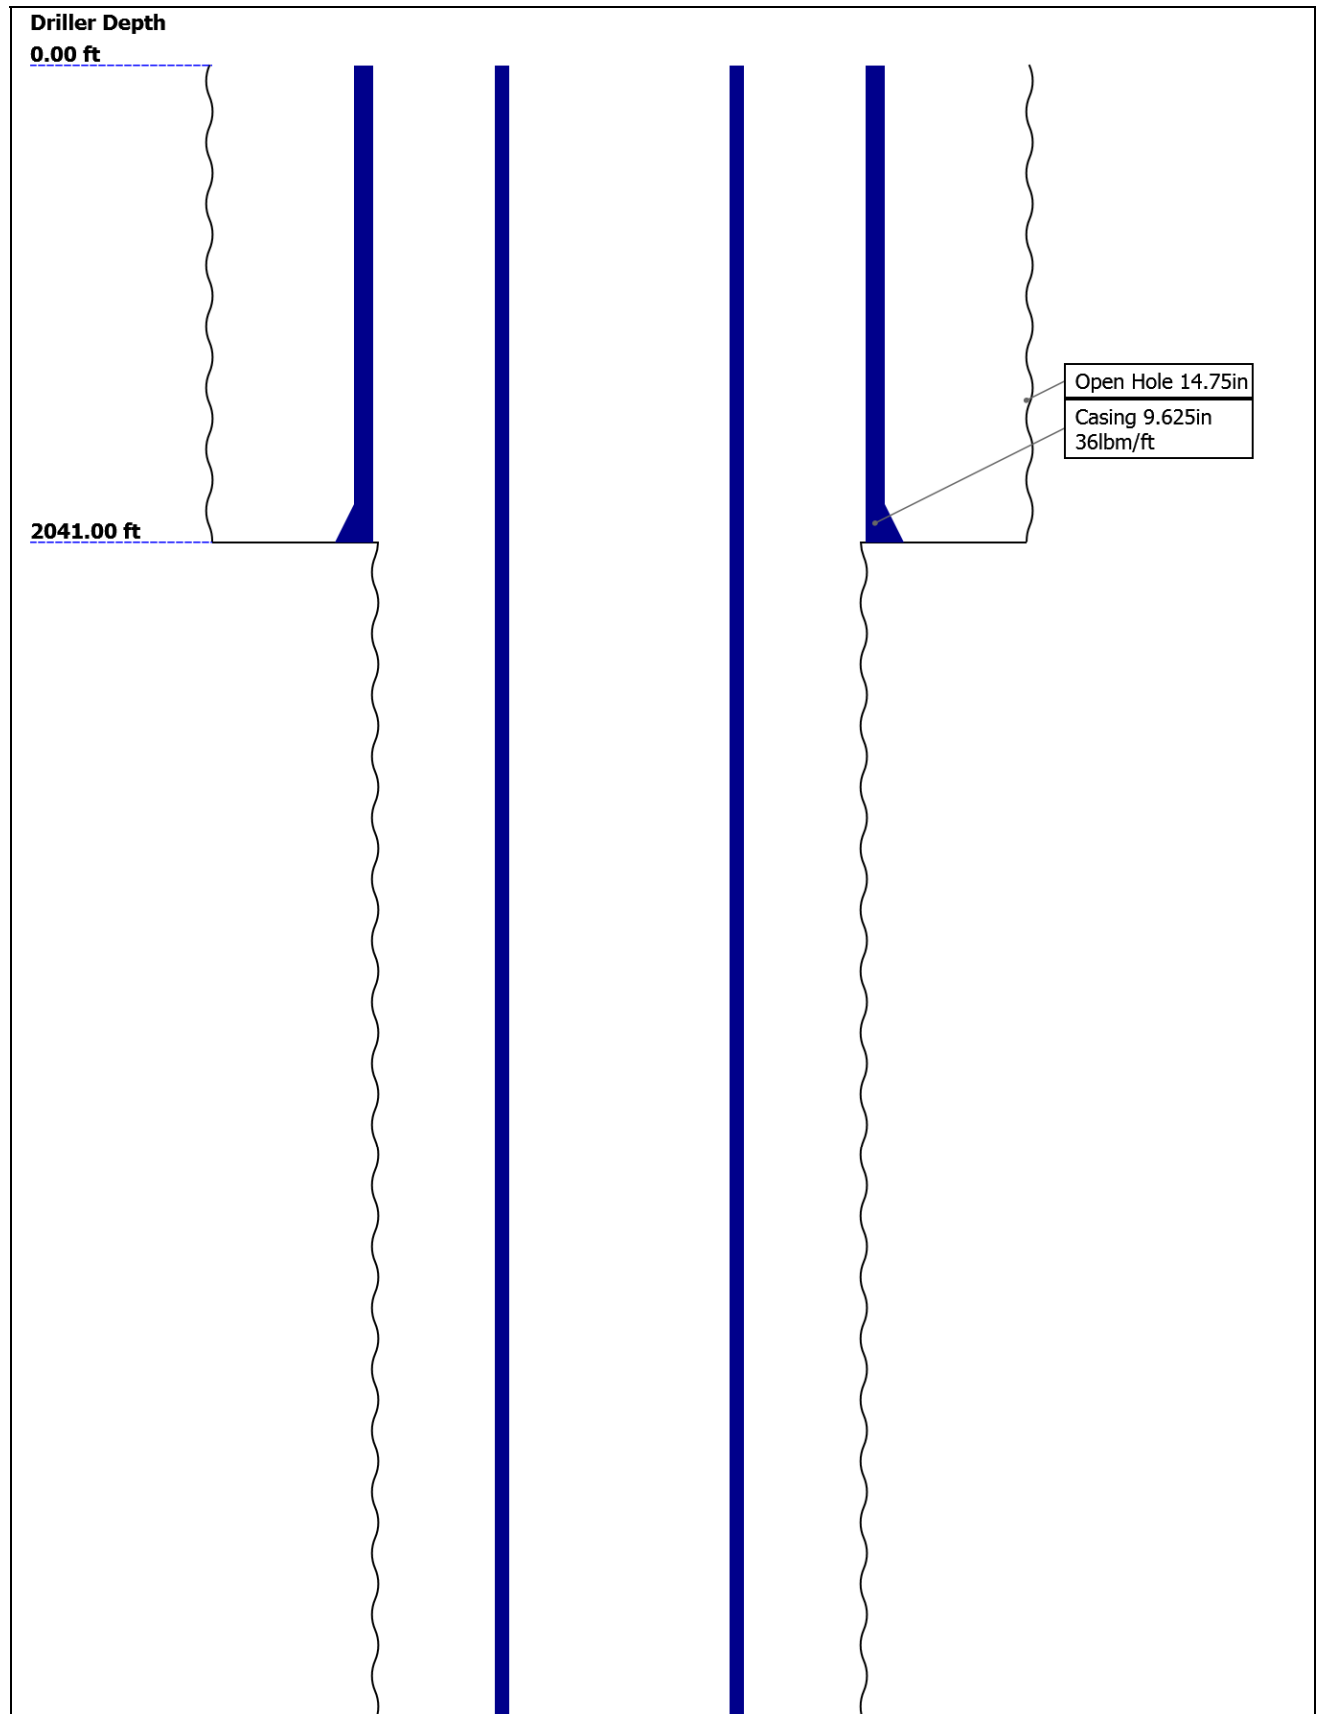 Driller Depth
0.00 ft
Open Hole 14.75in
Casing 9.625in
36lbm/ft
2041.00 ft